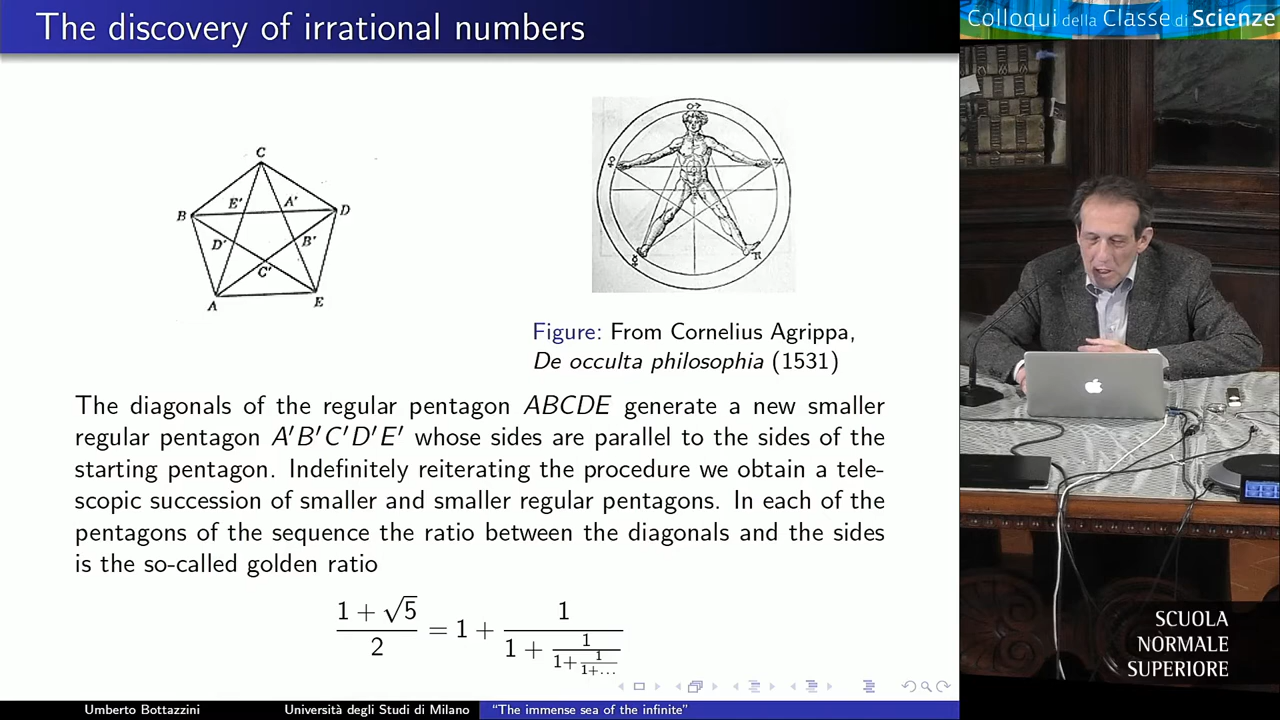 The discovery of irrational numbers
Colloqui della Classe di Scienze
C
B
E'
A'
D
D'
B'
C'
A
E
Figure: From Cornelius Agrippa,
De occulta philosophia (1531)
The diagonals of the regular pentagon ABCDE generate a new smaller
regular pentagon A′B′C′D′E′ whose sides are parallel to the sides of the
starting pentagon. Indefinitely reiterating the procedure we obtain a tele-
scopic succession of smaller and smaller regular pentagons. In each of the
pentagons of the sequence the ratio between the diagonals and the sides
is the so-called golden ratio
(1 + √5)/2 = 1 + 1/(1 + 1/(1+ 1/(1+...)))
SCUOLA
NORMALE
SUPERIORE
Umberto Bottazzini Università degli Studi di Milano "The immense sea of the infinite"